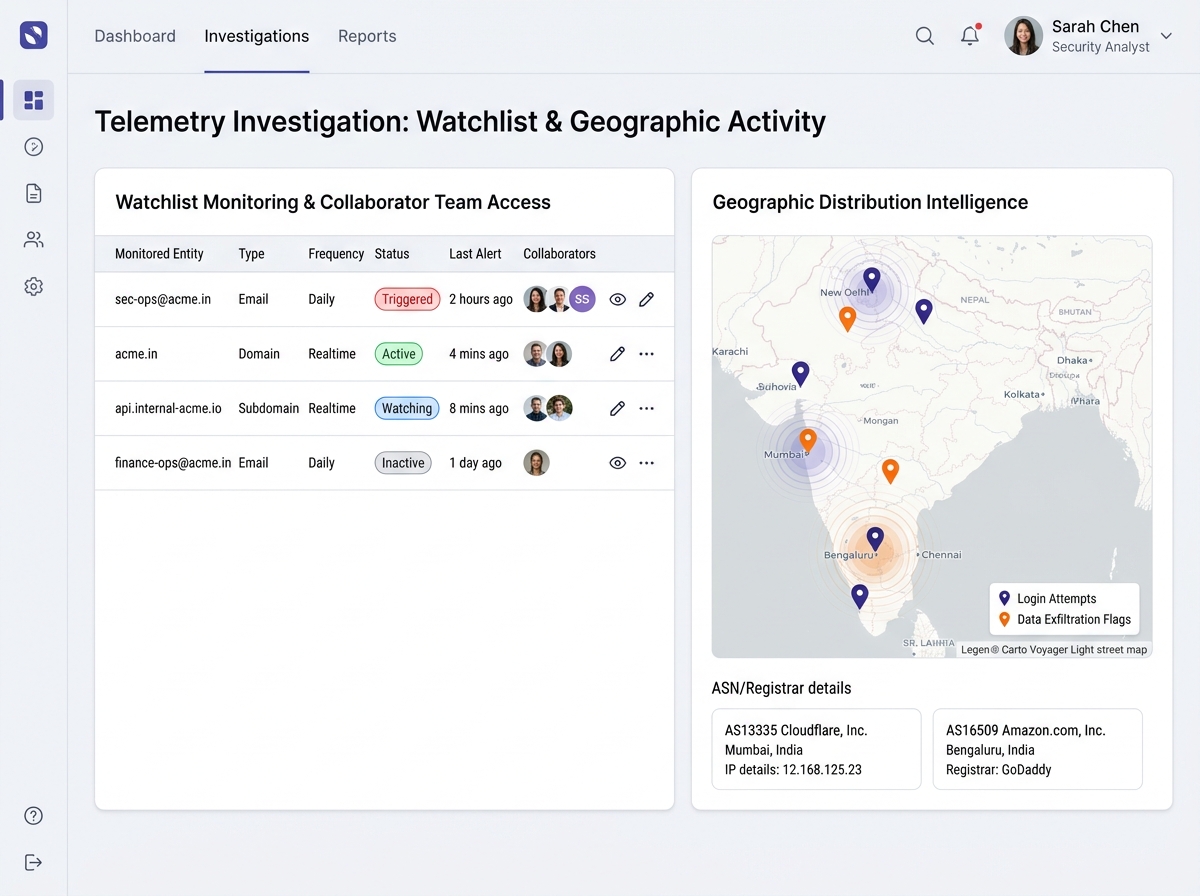 Dashboard
Investigations
Reports
Sarah Chen
Security Analyst
Telemetry Investigation: Watchlist & Geographic Activity
Watchlist Monitoring & Collaborator Team Access
Monitored Entity Type Frequency Status Last Alert Collaborators
sec-ops@acme.in Email Daily Triggered 2 hours ago SS
acme.in Domain Realtime Active 4 mins ago
api.internal-acme.io Subdomain Realtime Watching 8 mins ago
finance-ops@acme.in Email Daily Inactive 1 day ago
Geographic Distribution Intelligence
New Delhi
NEPAL
BHUTAN
Karachi
Dhaka
Suhovia
Kolkata
Mongan
Mumbai
Bengaluru
Chennai
Login Attempts
Data Exfiltration Flags
SR. LAHHIA
Legen© Carto Voyager Light street map
ASN/Registrar details
AS13335 Cloudflare, Inc.
Mumbai, India
IP details: 12.168.125.23
AS16509 Amazon.com, Inc.
Bengaluru, India
Registrar: GoDaddy